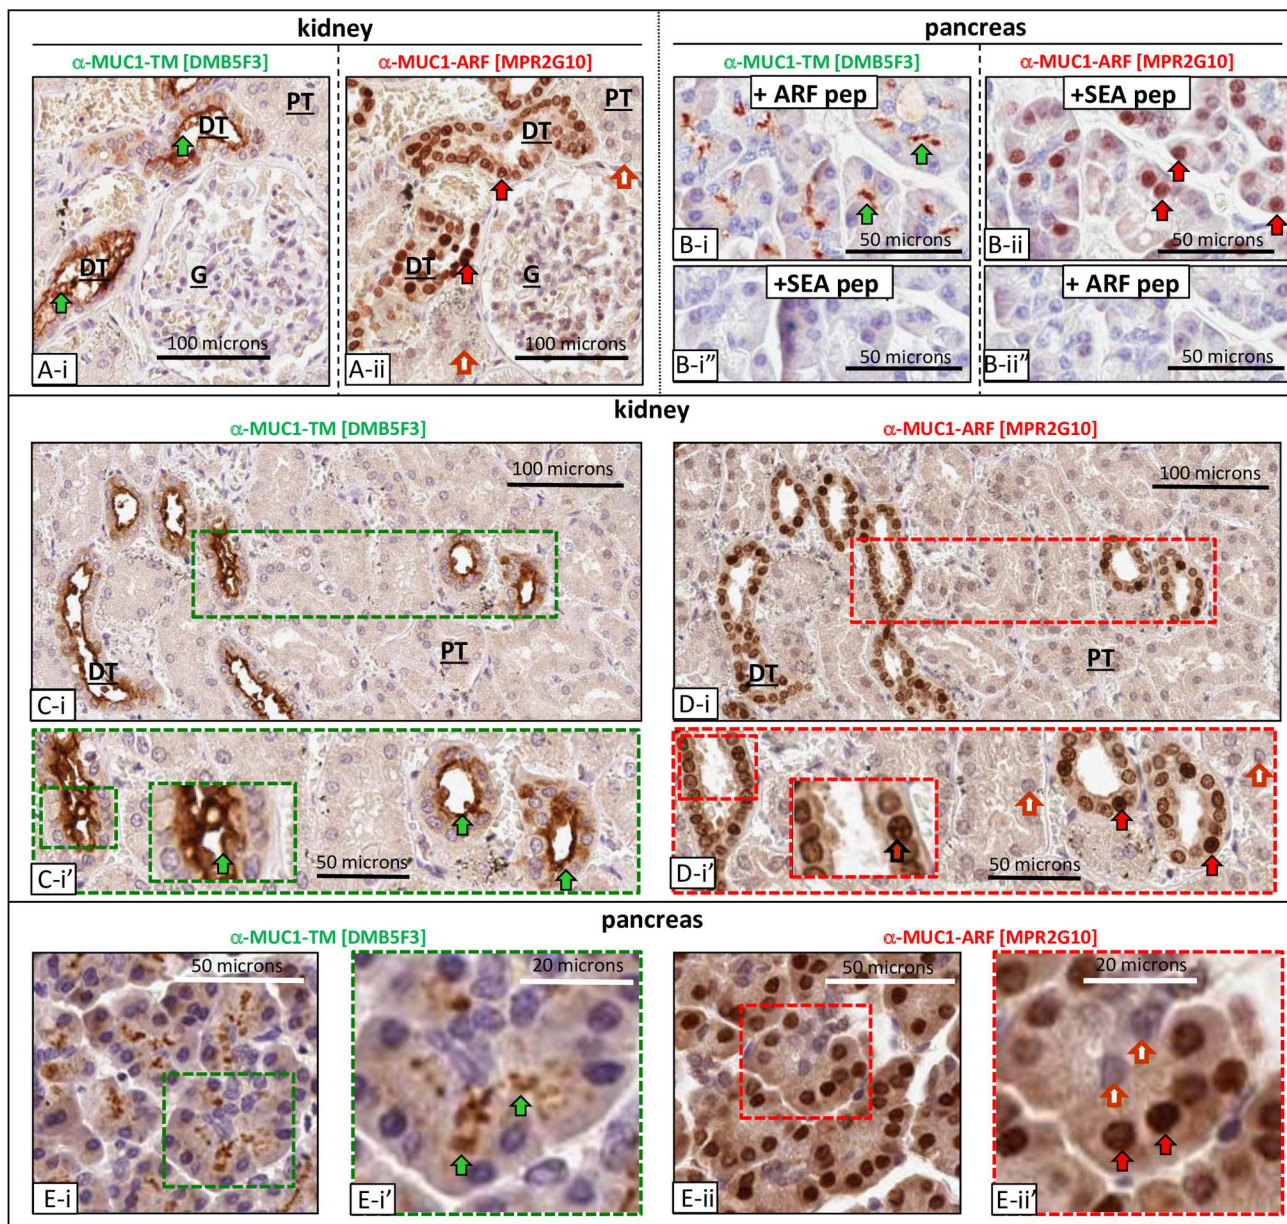 kidney
pancreas
α-MUC1-TM [DMB5F3]
α-MUC1-ARF [MPR2G10]
α-MUC1-TM [DMB5F3]
α-MUC1-ARF [MPR2G10]
DT
PT
DT
G
100 microns
A-i
PT
DT
DT
G
100 microns
A-ii
+ ARF pep
50 microns
B-i
+SEA pep
50 microns
B-ii
+SEA pep
50 microns
B-i”
+ ARF pep
50 microns
B-ii”
kidney
α-MUC1-TM [DMB5F3]
α-MUC1-ARF [MPR2G10]
100 microns
PT
DT
C-i
100 microns
PT
DT
D-i
50 microns
C-i’
50 microns
D-i’
pancreas
α-MUC1-TM [DMB5F3]
α-MUC1-ARF [MPR2G10]
50 microns
E-i
20 microns
E-i’
50 microns
E-ii
20 microns
E-ii’